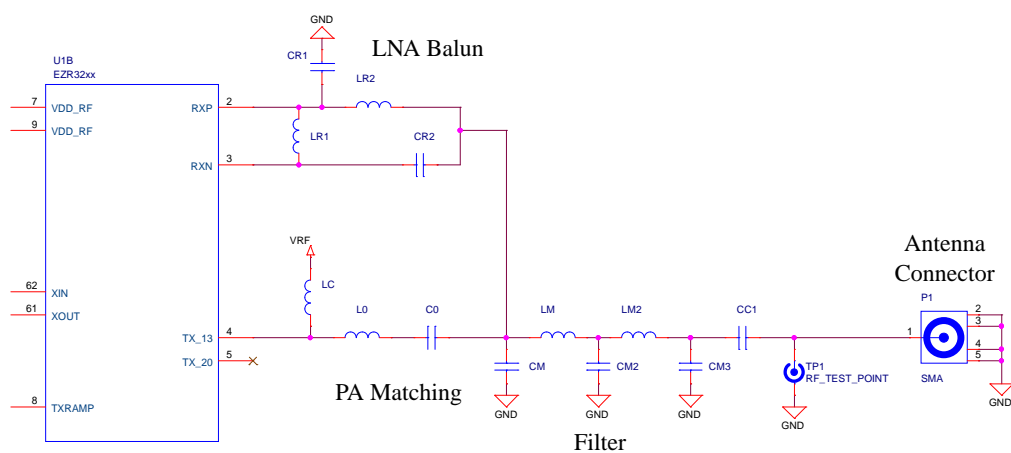 GND
LNA Balun
CR1
U1B
EZR32xx
LR2
7 VDD_RF RXP 2
9 VDD_RF
LR1 CR2
RXN 3
VRF
LC
Antenna
Connector
62 XIN
61 XOUT
P1
L0 C0 LM LM2 CC1
2
3
TX_13 4
1
4
TX_20 5
5
CM CM2 CM3
TP1
RF_TEST_POINT
SMA
PA Matching
8 TXRAMP
GND GND GND GND GND
Filter